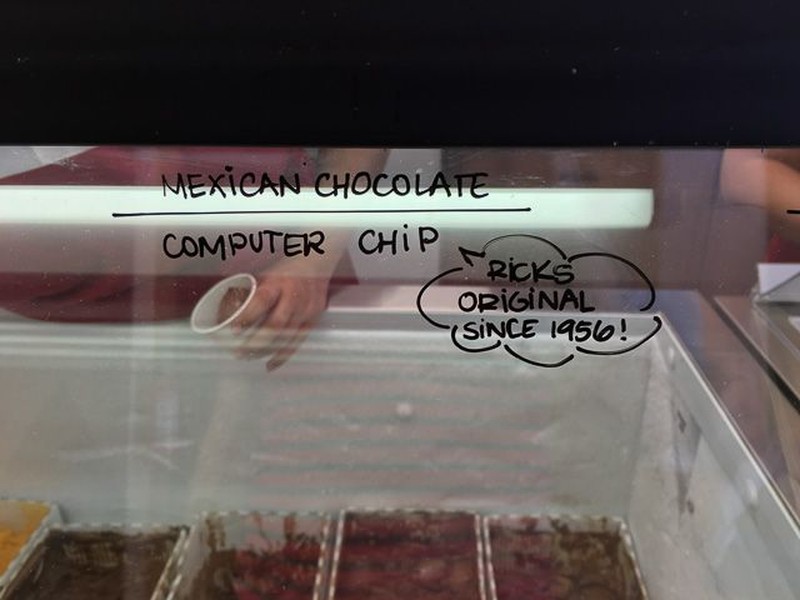 MEXiCAN CHOCOLATE
COMPUTER CHiP
RiCKS
ORiGiNAL
SiNCE 1956!